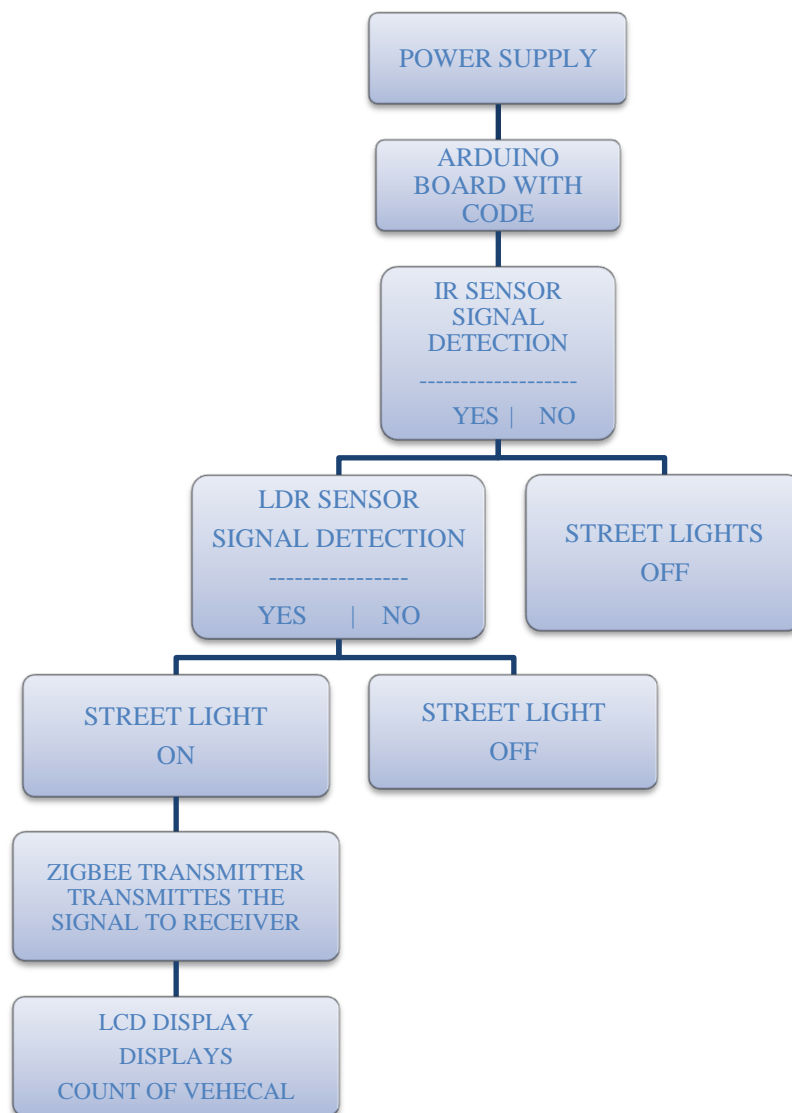 POWER SUPPLY
ARDUINO
BOARD WITH
CODE
IR SENSOR
SIGNAL
DETECTION
-------------------
YES | NO
LDR SENSOR
SIGNAL DETECTION
----------------
YES | NO
STREET LIGHTS
OFF
STREET LIGHT
ON
STREET LIGHT
OFF
ZIGBEE TRANSMITTER
TRANSMITTES THE
SIGNAL TO RECEIVER
LCD DISPLAY
DISPLAYS
COUNT OF VEHECAL